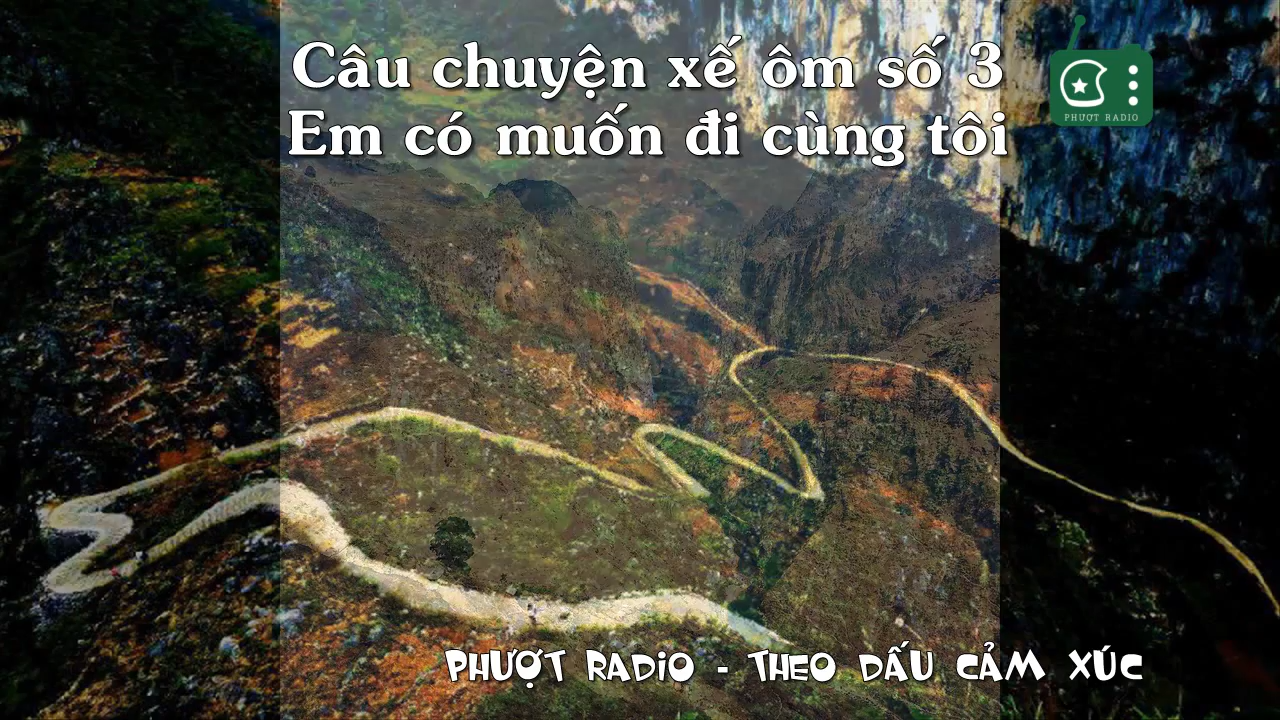 Câu chuyện xế ôm số 3
Em có muốn đi cùng tôi
PHƯỢT RADIO
PHƯỢT RADIO - THEO DẤU CẢM XÚC